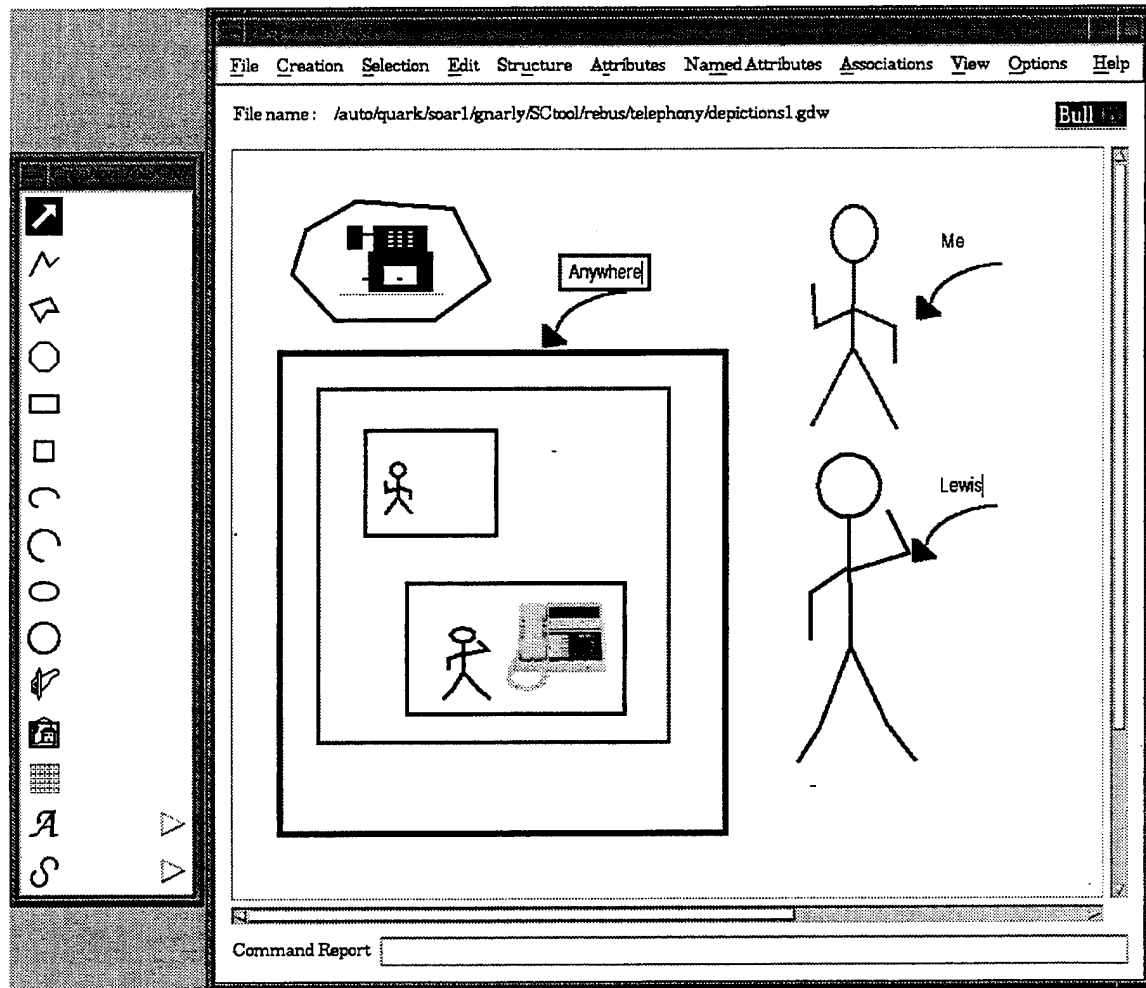 File Creation Selection Edit Structure Attributes Named Attributes Associations View Options Help
File name : /auto/quark/soar1/gnarly/SCtool/rebus/telephony/depictions1.gdw
Bull
Anywhere
Me
Lewis
Command Report